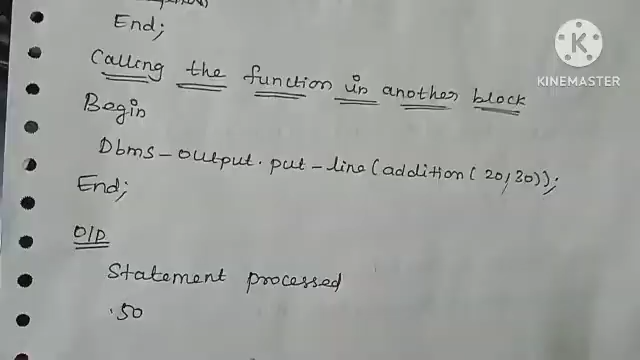 End;
Calling the function in another block
Begin
Dbms-output.put-line(addition(20,30));
End;
O/P
Statement processed
.50
K
KINEMASTER